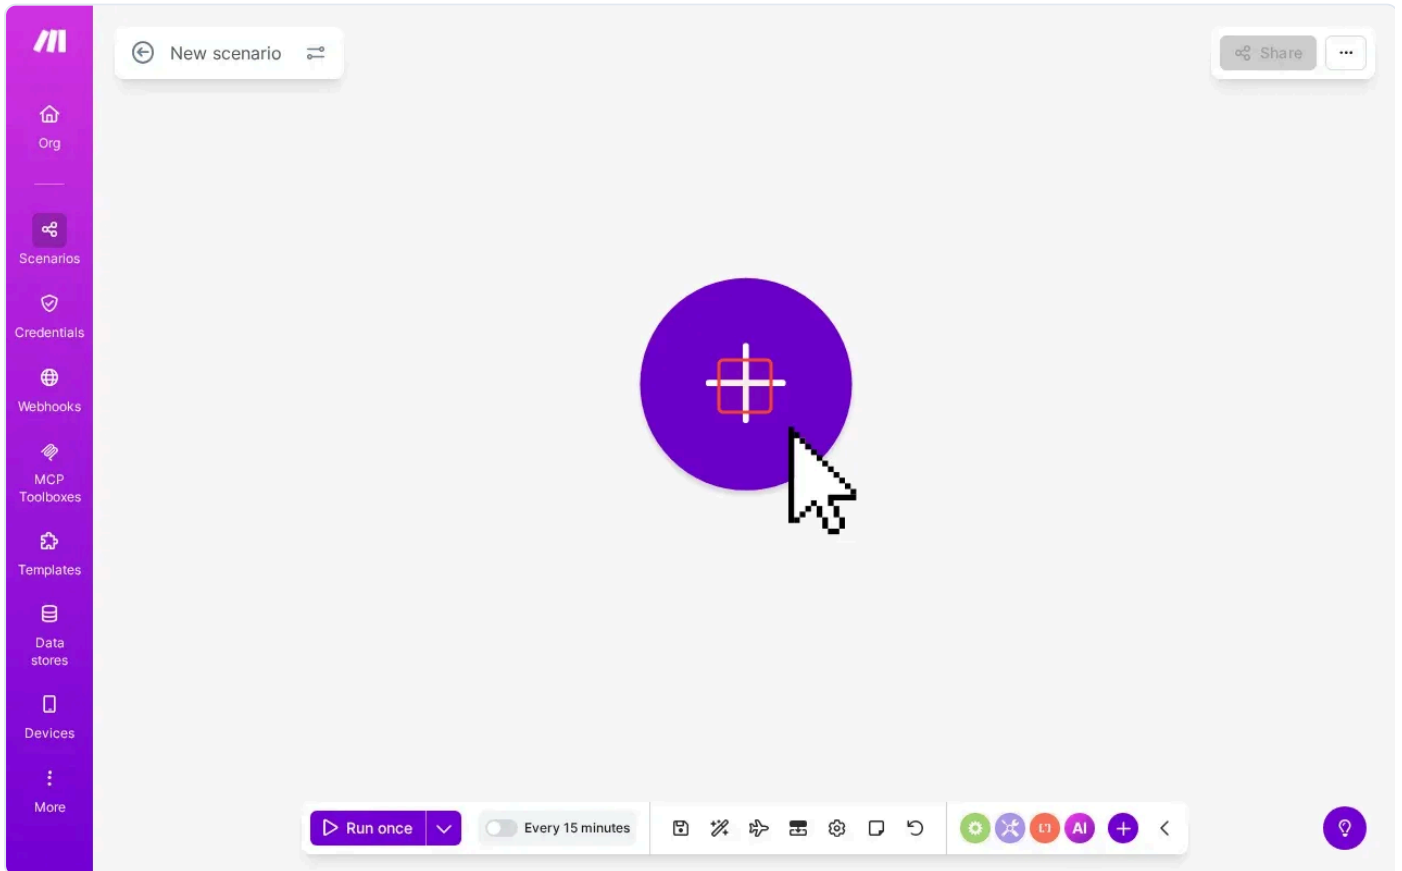 New scenario
Share
Org
Scenarios
Credentials
Webhooks
MCP
Toolboxes
Templates
Data
stores
Devices
More
Run once
Every 15 minutes
AI